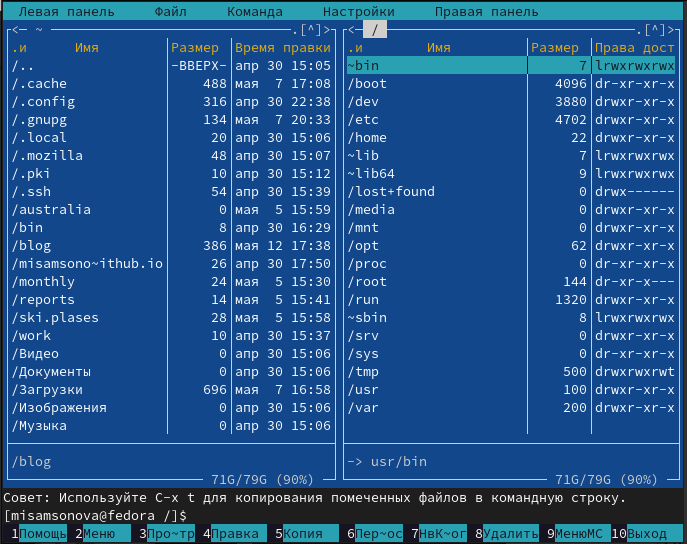 Левая панель Файл Команда Настройки Правая панель
<─ ~ .[^]> <─ / .[^]>
.и Имя Размер Время правки .и Имя Размер Права дост
/.. -ВВЕРХ- апр 30 15:05 ~bin 7 lrwxrwxrwx
/.cache 488 мая 7 17:08 /boot 4096 dr-xr-xr-x
/.config 316 апр 30 22:38 /dev 3880 drwxr-xr-x
/.gnupg 134 мая 7 20:33 /etc 4702 drwxr-xr-x
/.local 20 апр 30 15:06 /home 22 drwxr-xr-x
/.mozilla 48 апр 30 15:07 ~lib 7 lrwxrwxrwx
/.pki 10 апр 30 15:12 ~lib64 9 lrwxrwxrwx
/.ssh 54 апр 30 15:39 /lost+found 0 drwx------
/australia 0 мая 5 15:59 /media 0 drwxr-xr-x
/bin 8 апр 30 16:29 /mnt 0 drwxr-xr-x
/blog 386 мая 12 17:38 /opt 62 drwxr-xr-x
/misamsono~ithub.io 26 апр 30 17:50 /proc 0 dr-xr-xr-x
/monthly 24 мая 5 15:30 /root 144 dr-xr-x---
/reports 14 мая 5 15:41 /run 1320 drwxr-xr-x
/ski.plases 28 мая 5 15:58 ~sbin 8 lrwxrwxrwx
/work 10 апр 30 15:37 /srv 0 drwxr-xr-x
/Видео 0 апр 30 15:06 /sys 0 dr-xr-xr-x
/Документы 0 апр 30 15:06 /tmp 500 drwxrwxrwt
/Загрузки 696 мая 7 16:58 /usr 100 drwxr-xr-x
/Изображения 0 апр 30 15:06 /var 200 drwxr-xr-x
/Музыка 0 апр 30 15:06
/blog -> usr/bin
71G/79G (90%) 71G/79G (90%)
Совет: Используйте C-x t для копирования помеченных файлов в командную строку.
[misamsonova@fedora /]$
1Помощь 2Меню 3Про~тр 4Правка 5Копия 6Пер~ос 7НвК~ог 8Удалить 9МенюMC 10Выход